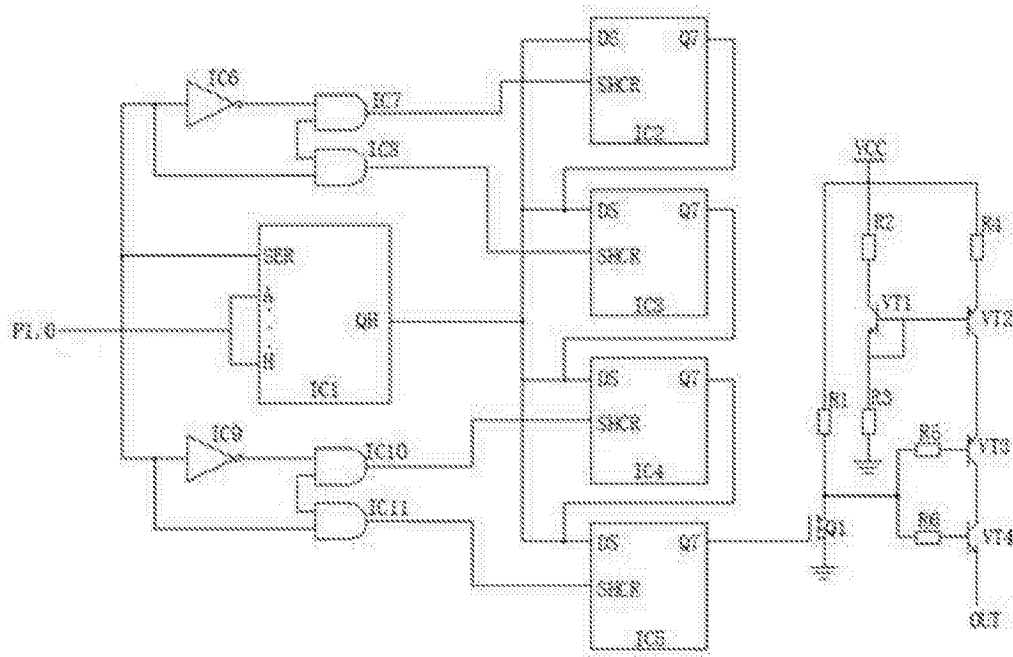 DS
Q7
SHCR
IC2
IC6
IC7
IC8
DS
Q7
SHCR
IC3
VCC
R2
R4
VT1
VT2
SER
A
H
QH
IC1
P1.0
DS
Q7
SHCR
IC4
R1
R3
IC9
IC10
IC11
R5
VT3
R6
VT4
Q1
DS
Q7
SHCR
IC5
OUT